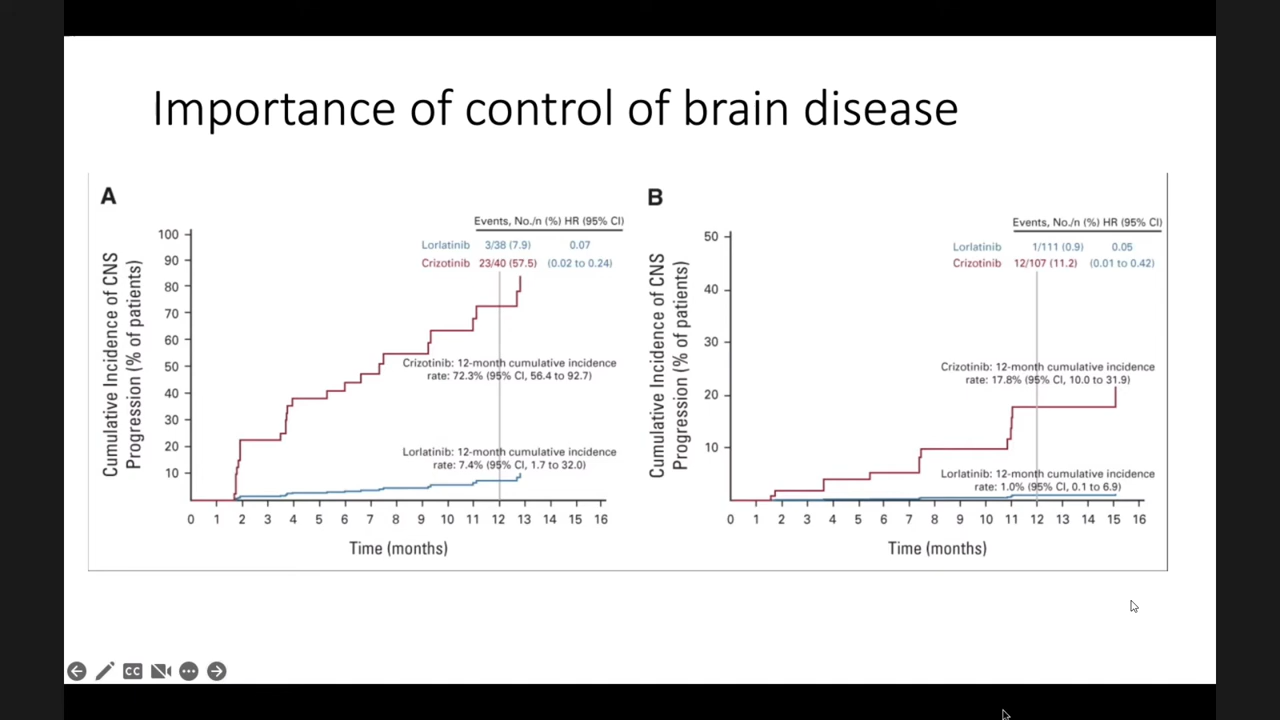 Importance of control of brain disease
A
Events, No./n (%) HR (95% CI)
Lorlatinib 3/38 (7.9) 0.07
Crizotinib 23/40 (57.5) (0.02 to 0.24)
Cumulative Incidence of CNS
Progression (% of patients)
100
90
80
70
60
50
40
30
20
10
Crizotinib: 12-month cumulative incidence
rate: 72.3% (95% CI, 56.4 to 92.7)
Lorlatinib: 12-month cumulative incidence
rate: 7.4% (95% CI, 1.7 to 32.0)
0 1 2 3 4 5 6 7 8 9 10 11 12 13 14 15 16
Time (months)
B
Events, No./n (%) HR (95% CI)
Lorlatinib 1/111 (0.9) 0.05
Crizotinib 12/107 (11.2) (0.01 to 0.42)
Cumulative Incidence of CNS
Progression (% of patients)
50
40
30
20
10
Crizotinib: 12-month cumulative incidence
rate: 17.8% (95% CI, 10.0 to 31.9)
Lorlatinib: 12-month cumulative incidence
rate: 1.0% (95% CI, 0.1 to 6.9)
0 1 2 3 4 5 6 7 8 9 10 11 12 13 14 15 16
Time (months)
CC